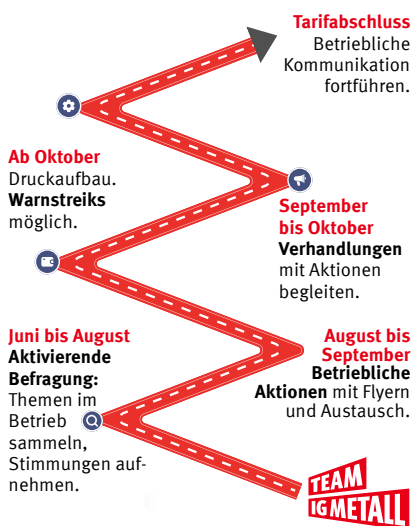 Tarifabschluss
Betriebliche
Kommunikation
fortführen.
Ab Oktober
Druckaufbau.
Warnstreiks
möglich.
September
bis Oktober
Verhandlungen
mit Aktionen
begleiten.
Juni bis August
Aktivierende
Befragung:
Themen im
Betrieb
sammeln,
Stimmungen auf-
nehmen.
August bis
September
Betriebliche
Aktionen mit Flyern
und Austausch.
TEAM
IG METALL